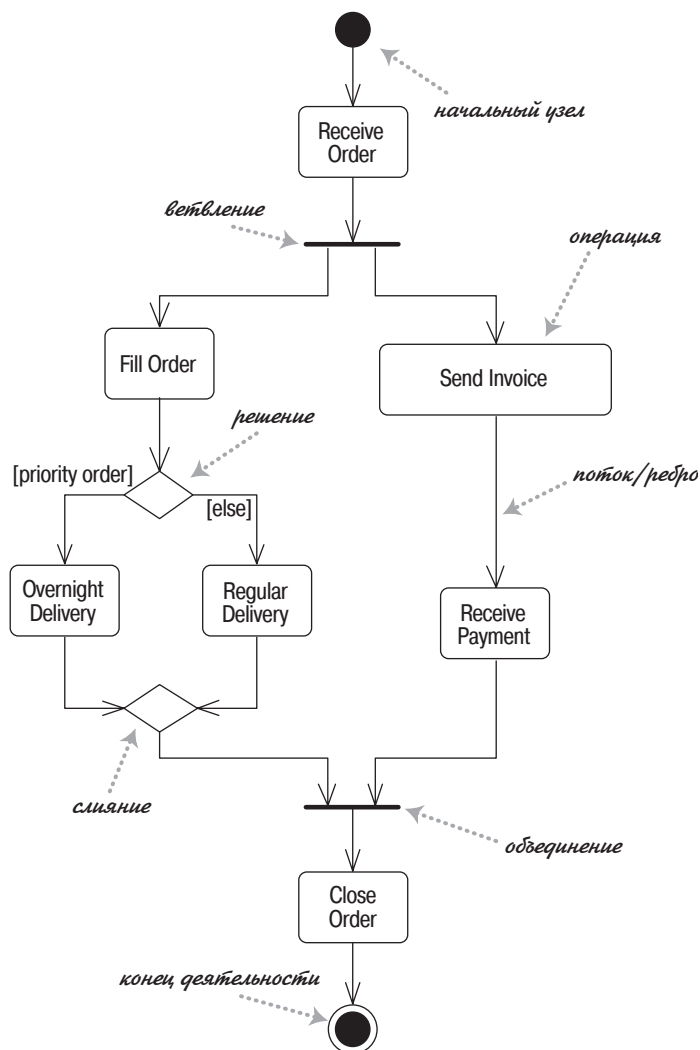 начальный узел
Receive
Order
ветвление
операция
Fill Order
Send Invoice
решение
[priority order]
[else]
поток/ребро
Overnight
Delivery
Regular
Delivery
Receive
Payment
слияние
объединение
Close
Order
конец деятельности